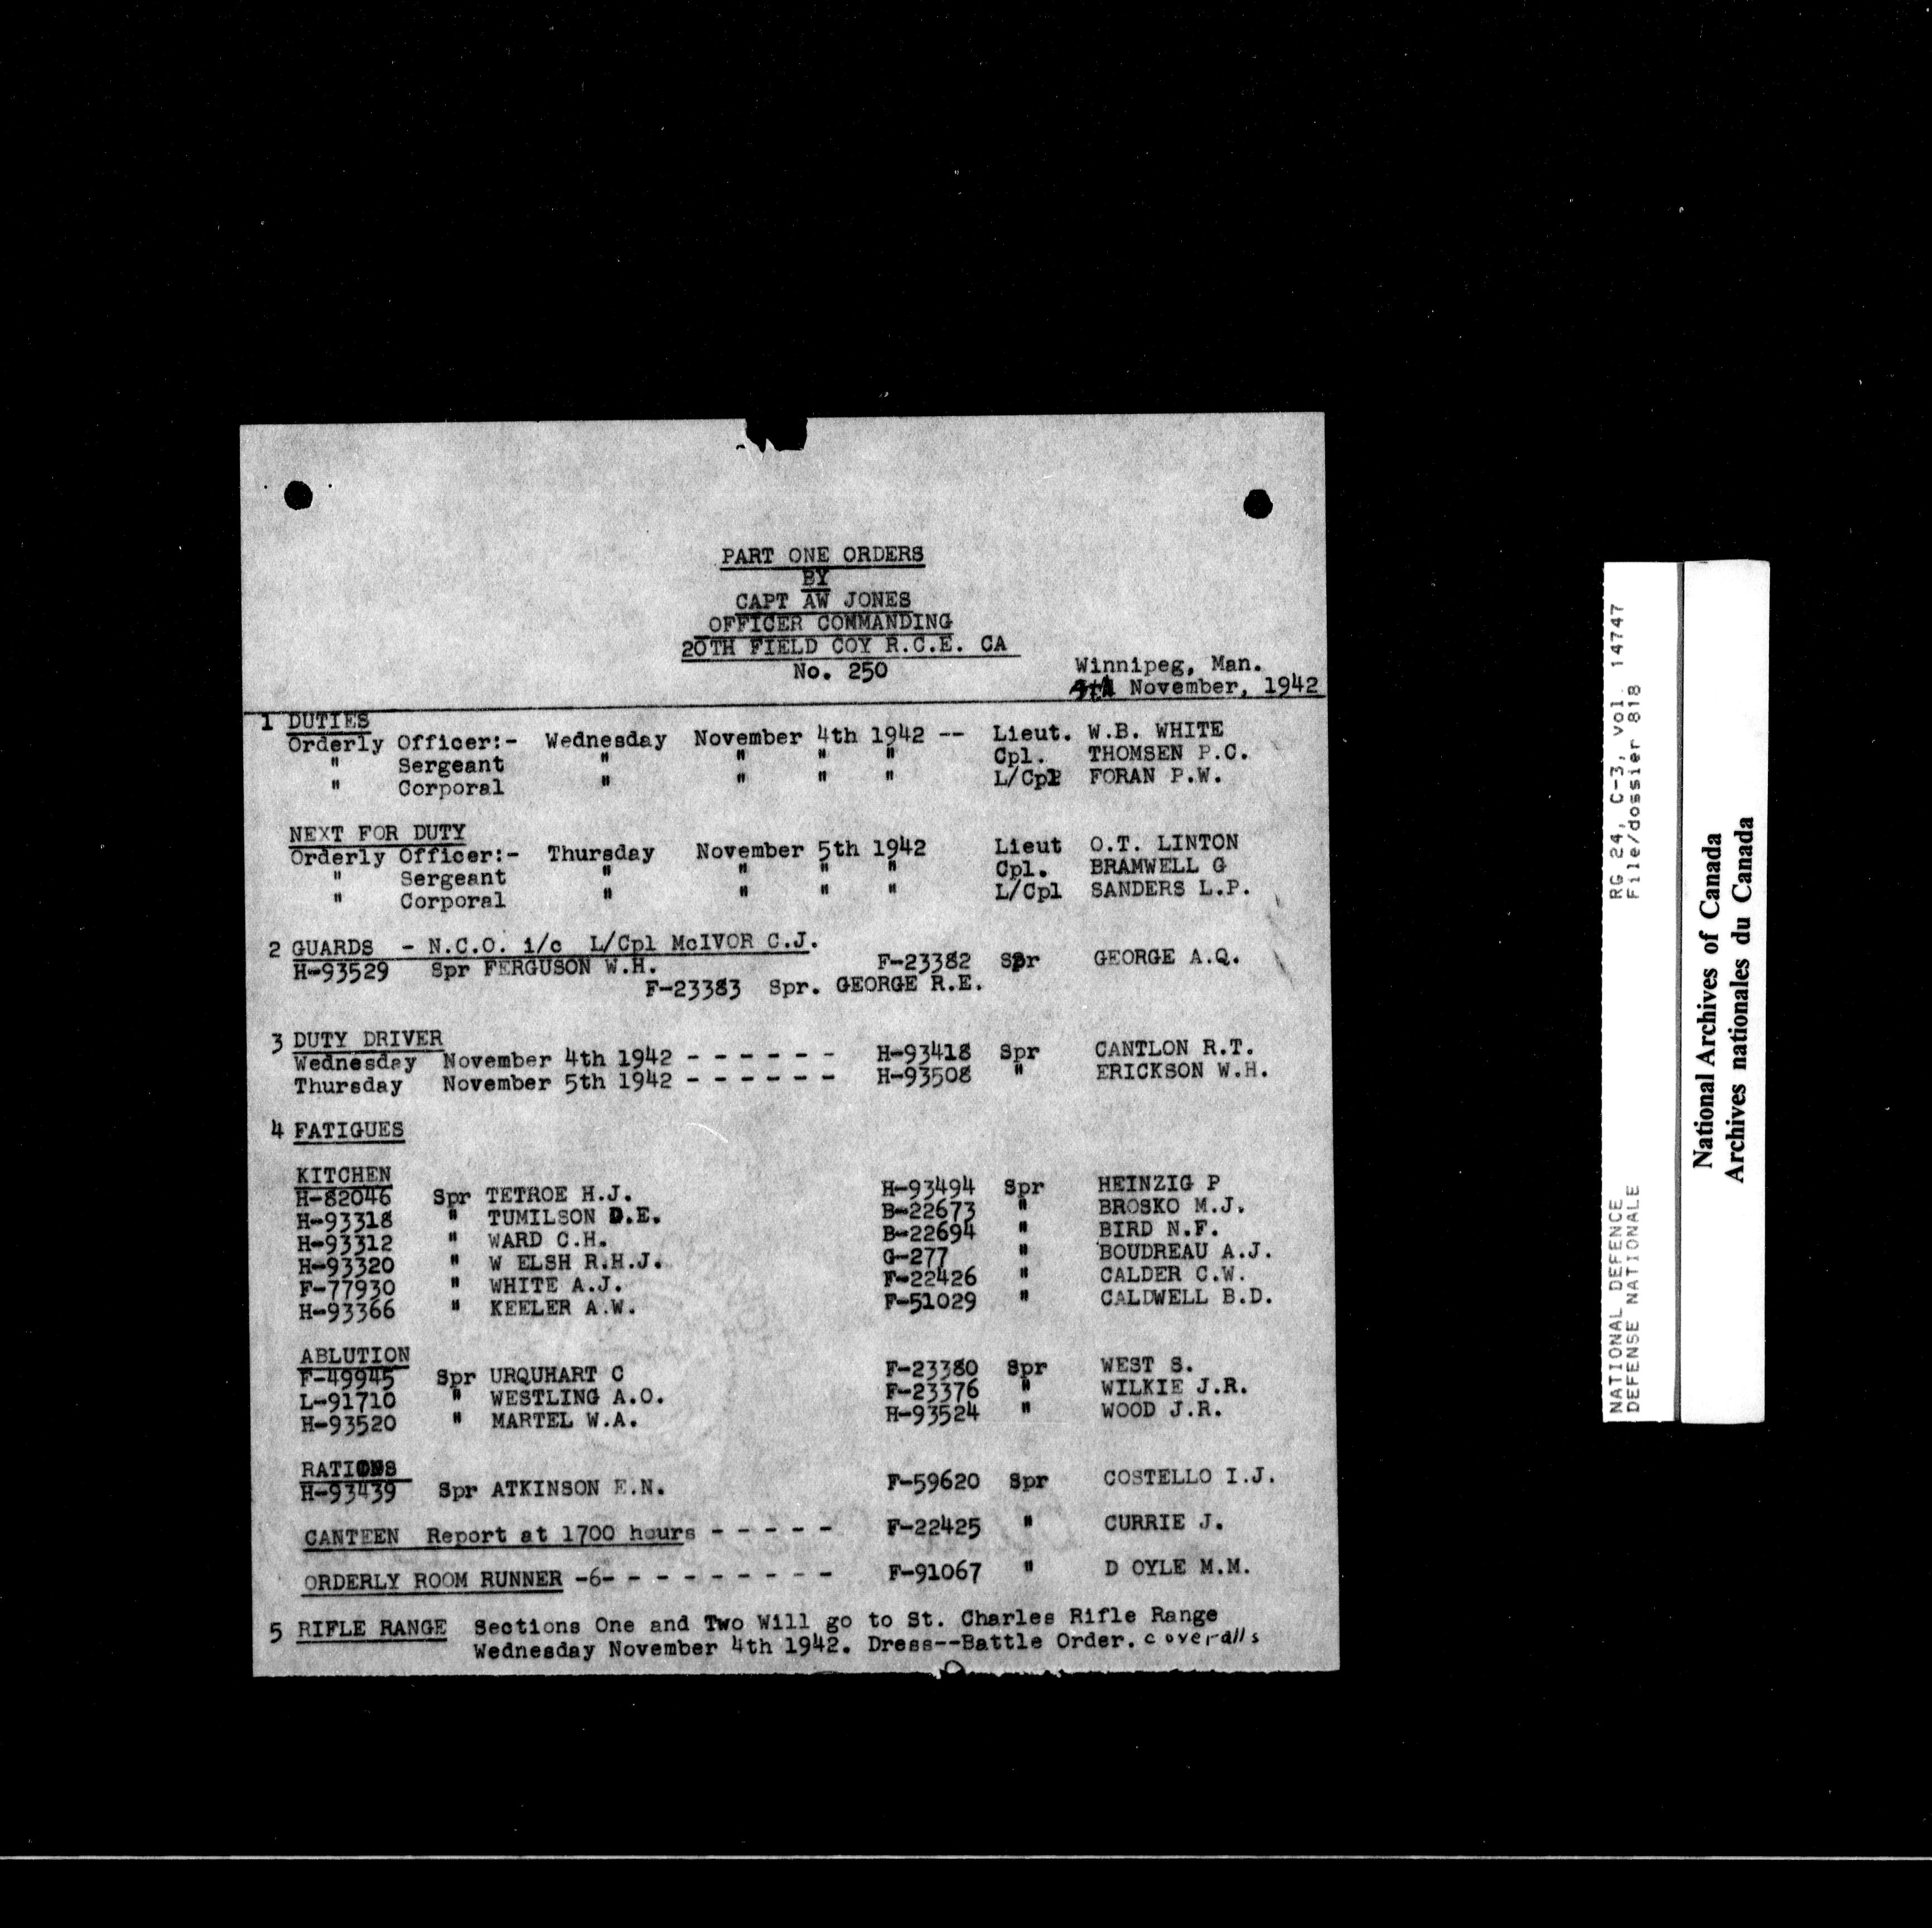 PART ONE ORDERS
BY
CAPT AW JONES
OFFICER COMMANDING
20TH FIELD COY R.C.E. CA
No. 250
Winnipeg, Man.
4th November, 1942
1 DUTIES
Orderly Officer:- Wednesday November 4th 1942 -- Lieut. W.B. WHITE
" Sergeant " " " " Cpl. THOMSEN P.C.
" Corporal " " " " L/Cpl FORAN P.W.
NEXT FOR DUTY
Orderly Officer:- Thursday November 5th 1942 Lieut O.T. LINTON
" Sergeant " " " " Cpl. BRAMWELL G
" Corporal " " " " L/Cpl SANDERS L.P.
2 GUARDS - N.C.O. i/c L/Cpl McIVOR C.J.
H-93529 Spr FERGUSON W.H. F-23382 Spr GEORGE A.Q.
F-23383 Spr. GEORGE R.E.
3 DUTY DRIVER
Wednesday November 4th 1942 - - - - - - H-93418 Spr CANTLON R.T.
Thursday November 5th 1942 - - - - - - H-93508 " ERICKSON W.H.
4 FATIGUES
KITCHEN
H-82046 Spr TETROE H.J. H-93494 Spr HEINZIG P
H-93318 " TUMILSON D.E. B-22673 " BROSKO M.J.
H-93312 " WARD C.H. B-22694 " BIRD N.F.
H-93320 " W ELSH R.H.J. G-277 " BOUDREAU A.J.
F-77930 " WHITE A.J. F-22426 " CALDER C.W.
H-93366 " KEELER A.W. F-51029 " CALDWELL B.D.
ABLUTION
F-49945 Spr URQUHART C F-23380 Spr WEST S.
L-91710 " WESTLING A.O. F-23376 " WILKIE J.R.
H-93520 " MARTEL W.A. H-93524 " WOOD J.R.
RATIONS
H-93439 Spr ATKINSON E.N. F-59620 Spr COSTELLO I.J.
CANTEEN Report at 1700 hours - - - - - F-22425 " CURRIE J.
ORDERLY ROOM RUNNER -6- - - - - - - - - F-91067 " D OYLE M.M.
5 RIFLE RANGE Sections One and Two Will go to St. Charles Rifle Range
Wednesday November 4th 1942. Dress--Battle Order. coveralls
NATIONAL DEFENCE RG 24, C-3, vol. 14747
DEFENSE NATIONALE File/dossier 818
National Archives of Canada
Archives nationales du Canada